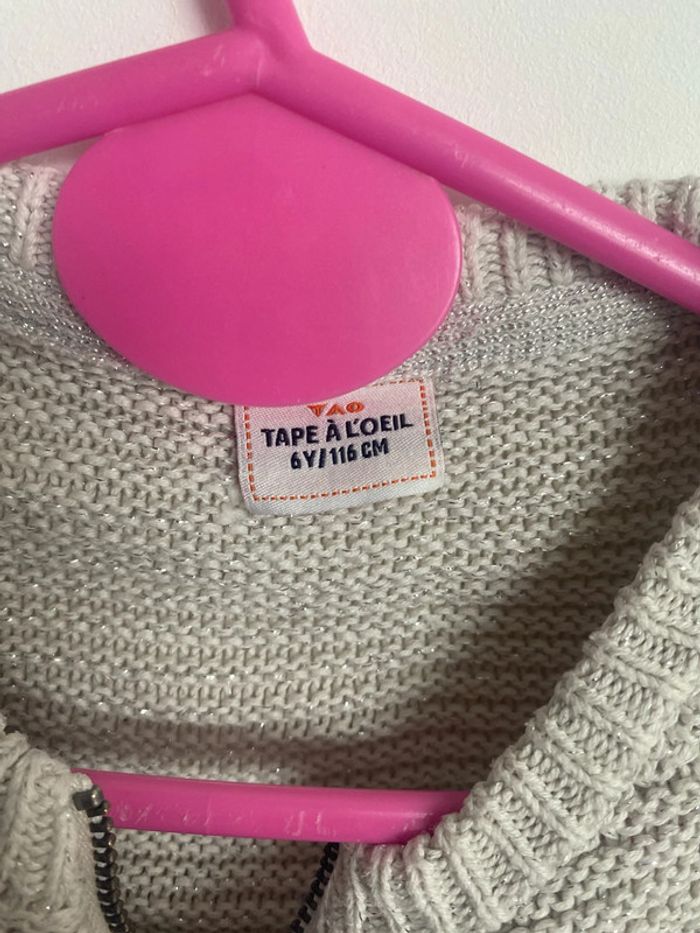 TAO
TAPE À L'OEIL
6Y/116 CM